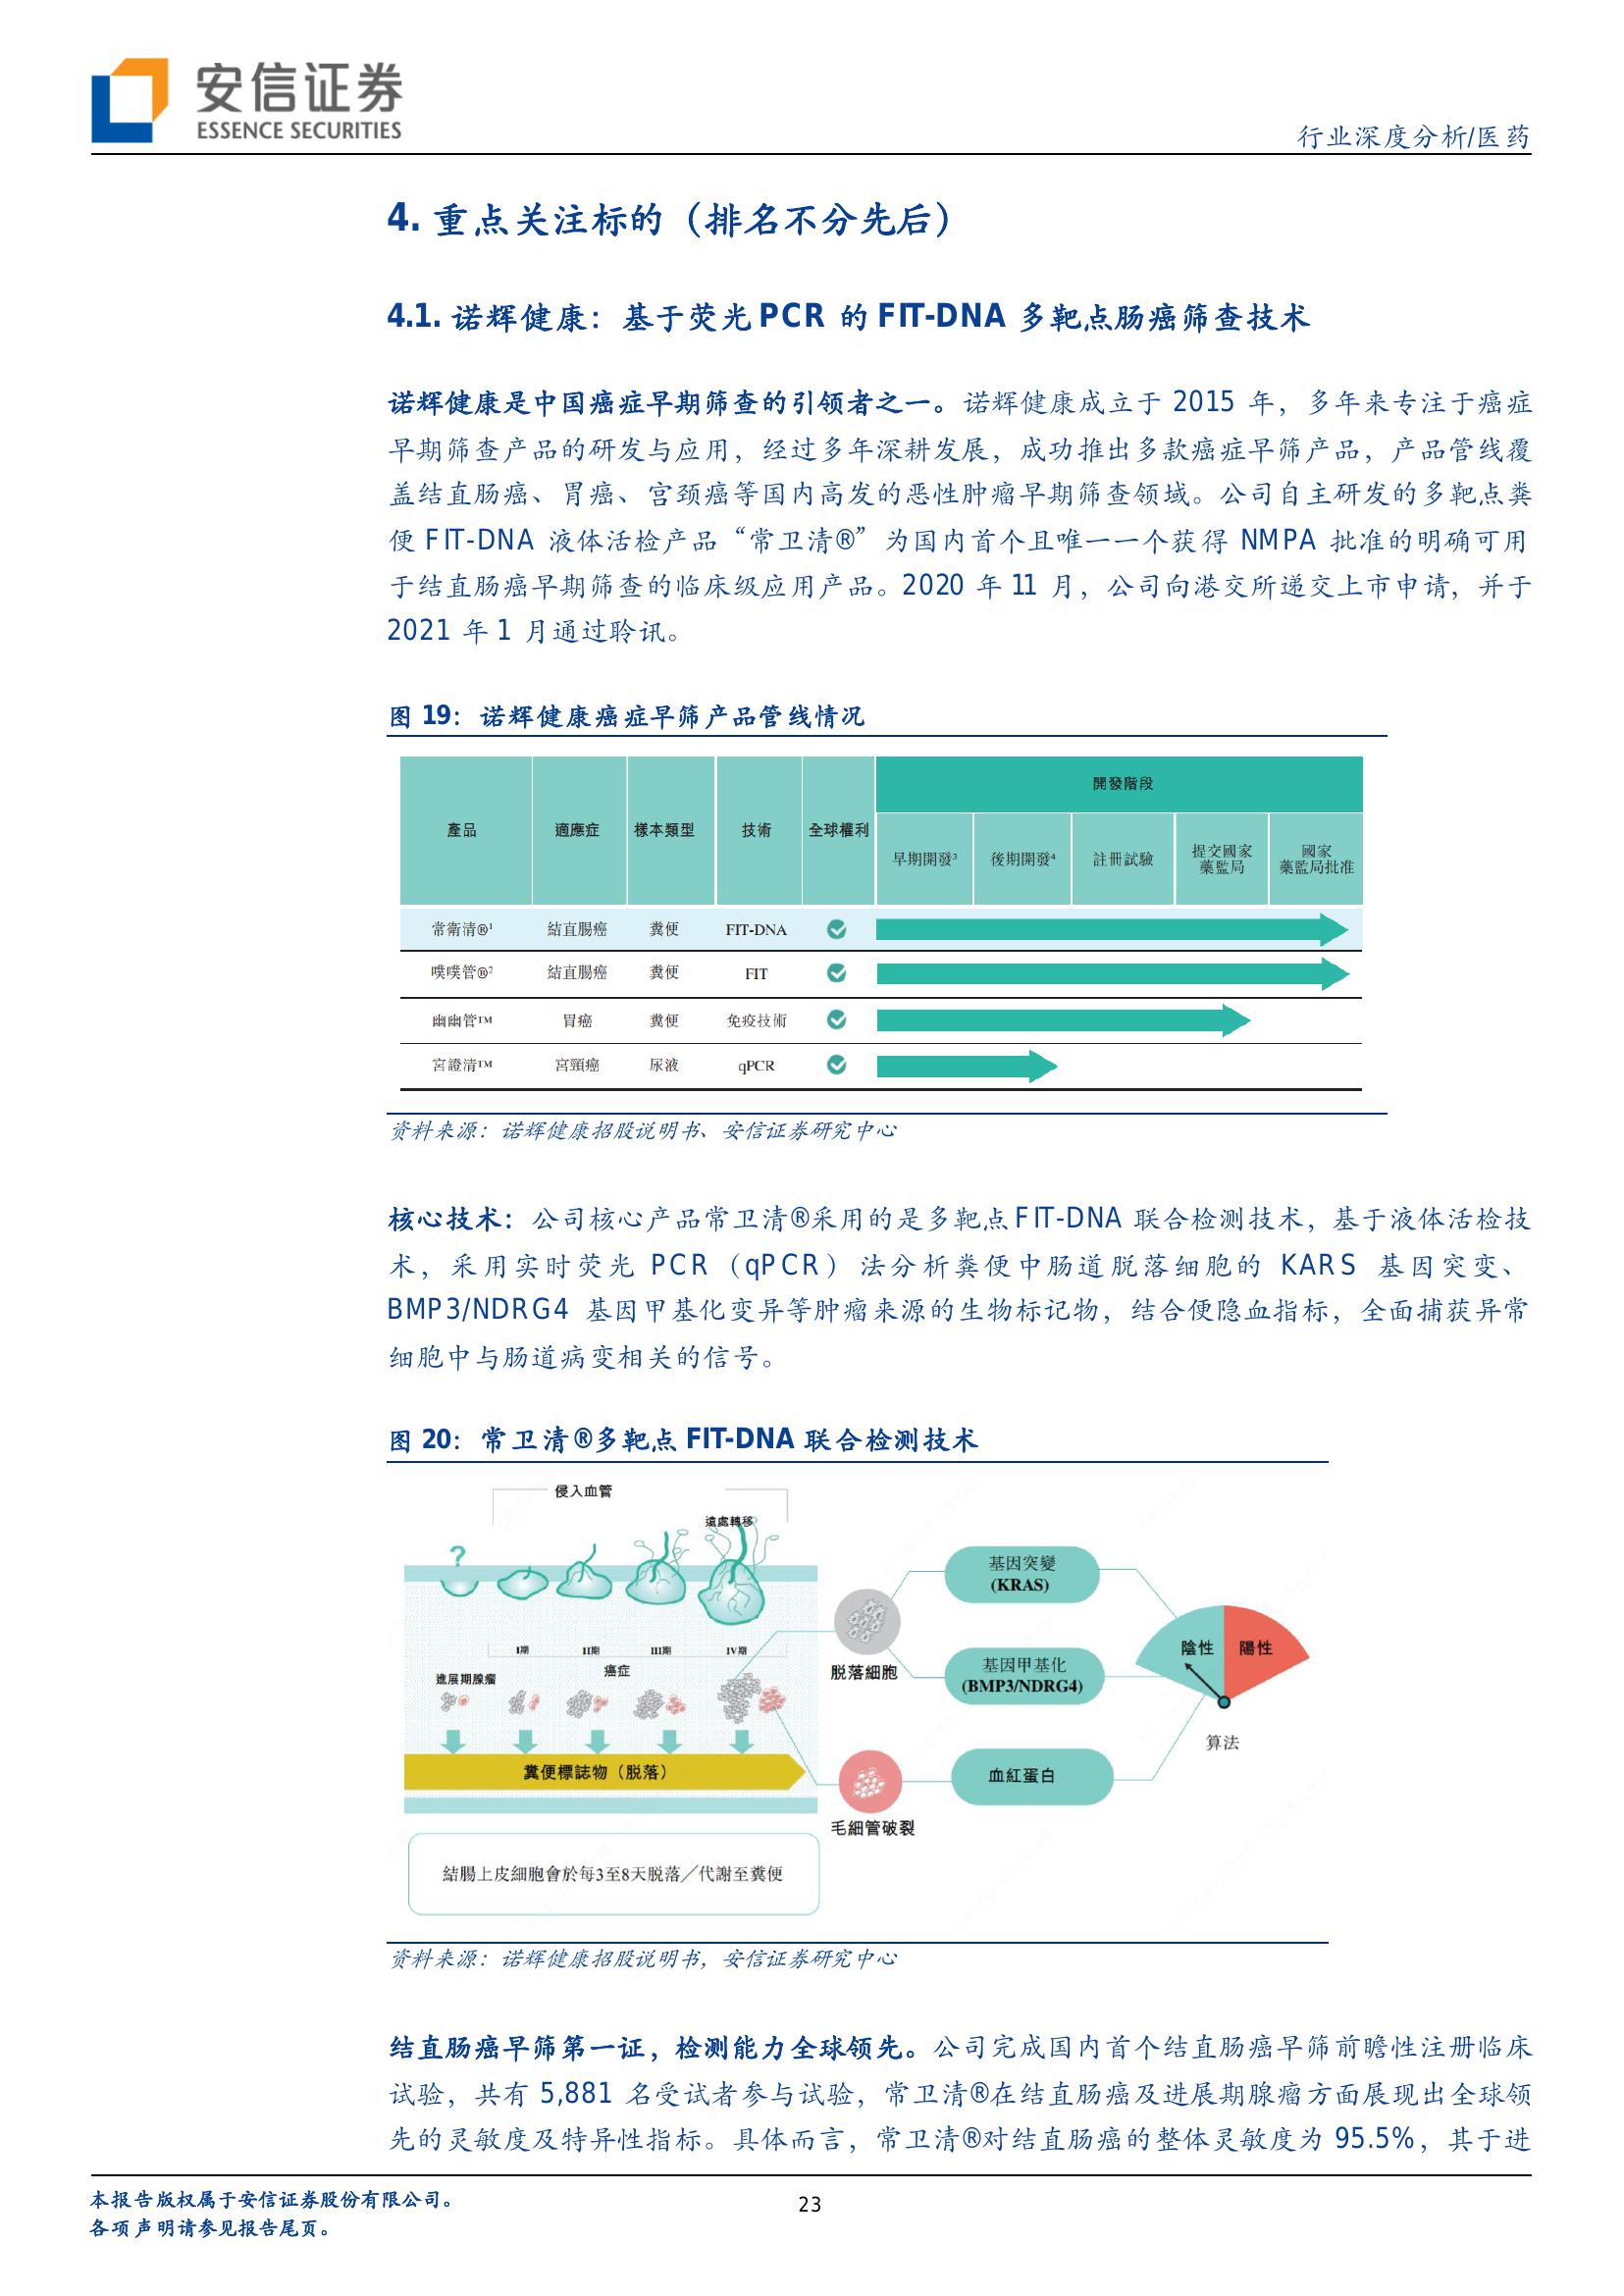 安信证券
ESSENCE SECURITIES
行业深度分析/医药
4. 重点关注标的（排名不分先后）
4.1. 诺辉健康：基于荧光 PCR 的 FIT-DNA 多靶点肠癌筛查技术
诺辉健康是中国癌症早期筛查的引领者之一。诺辉健康成立于 2015 年，多年来专注于癌症
早期筛查产品的研发与应用，经过多年深耕发展，成功推出多款癌症早筛产品，产品管线覆
盖结直肠癌、胃癌、宫颈癌等国内高发的恶性肿瘤早期筛查领域。公司自主研发的多靶点粪
便 FIT-DNA 液体活检产品“常卫清®”为国内首个且唯一一个获得 NMPA 批准的明确可用
于结直肠癌早期筛查的临床级应用产品。2020 年 11 月，公司向港交所递交上市申请，并于
2021 年 1 月通过聆讯。
图 19：诺辉健康癌症早筛产品管线情况
產品 適應症 樣本類型 技術 全球權利 開發階段
早期開發³ 後期開發⁴ 註冊試驗 提交國家藥監局 國家藥監局批准
常衛清®¹ 結直腸癌 糞便 FIT-DNA
噗噗管®² 結直腸癌 糞便 FIT
幽幽管™ 胃癌 糞便 免疫技術
宮證清™ 宮頸癌 尿液 qPCR
资料来源：诺辉健康招股说明书、安信证券研究中心
核心技术：公司核心产品常卫清®采用的是多靶点 FIT-DNA 联合检测技术，基于液体活检技
术，采用实时荧光 PCR（qPCR）法分析粪便中肠道脱落细胞的 KARS 基因突变、
BMP3/NDRG4 基因甲基化变异等肿瘤来源的生物标记物，结合便隐血指标，全面捕获异常
细胞中与肠道病变相关的信号。
图 20：常卫清®多靶点 FIT-DNA 联合检测技术
侵入血管
遠處轉移
?
I期 II期 III期 IV期
癌症
進展期腺瘤
糞便標誌物（脫落）
結腸上皮細胞會於每3至8天脫落／代謝至糞便
脫落細胞
毛細管破裂
基因突變
(KRAS)
基因甲基化
(BMP3/NDRG4)
血紅蛋白
陰性 陽性
算法
资料来源：诺辉健康招股说明书，安信证券研究中心
结直肠癌早筛第一证，检测能力全球领先。公司完成国内首个结直肠癌早筛前瞻性注册临床
试验，共有 5,881 名受试者参与试验，常卫清®在结直肠癌及进展期腺瘤方面展现出全球领
先的灵敏度及特异性指标。具体而言，常卫清®对结直肠癌的整体灵敏度为 95.5%，其于进
本报告版权属于安信证券股份有限公司。
各项声明请参见报告尾页。
23